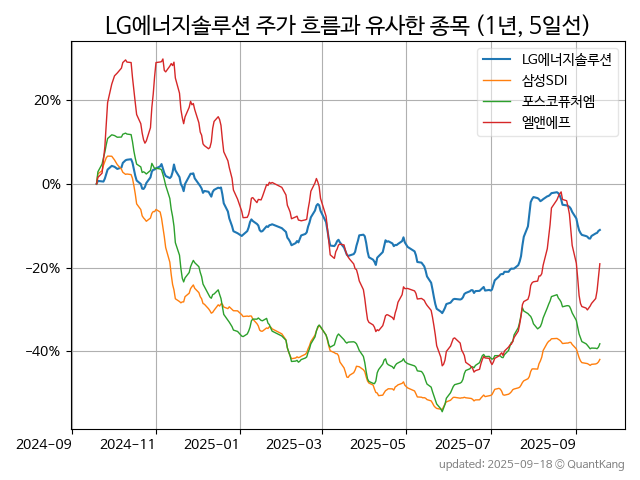 LG에너지솔루션 주가 흐름과 유사한 종목 (1년, 5일선)
LG에너지솔루션
삼성SDI
포스코퓨처엠
엘앤에프
20%
0%
−20%
−40%
2024-09
2024-11
2025-01
2025-03
2025-05
2025-07
2025-09
updated: 2025-09-18 © QuantKang